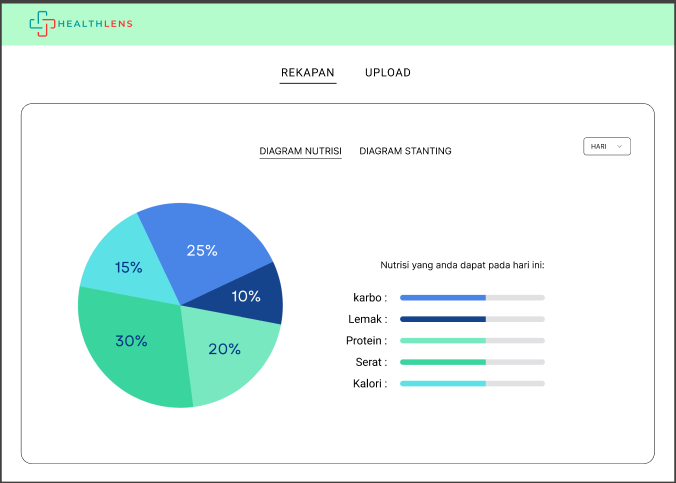 HEALTHLENS
REKAPAN UPLOAD
DIAGRAM NUTRISI DIAGRAM STANTING HARI
25%
15%
10%
30%
20%
Nutrisi yang anda dapat pada hari ini:
karbo :
Lemak :
Protein :
Serat :
Kalori :